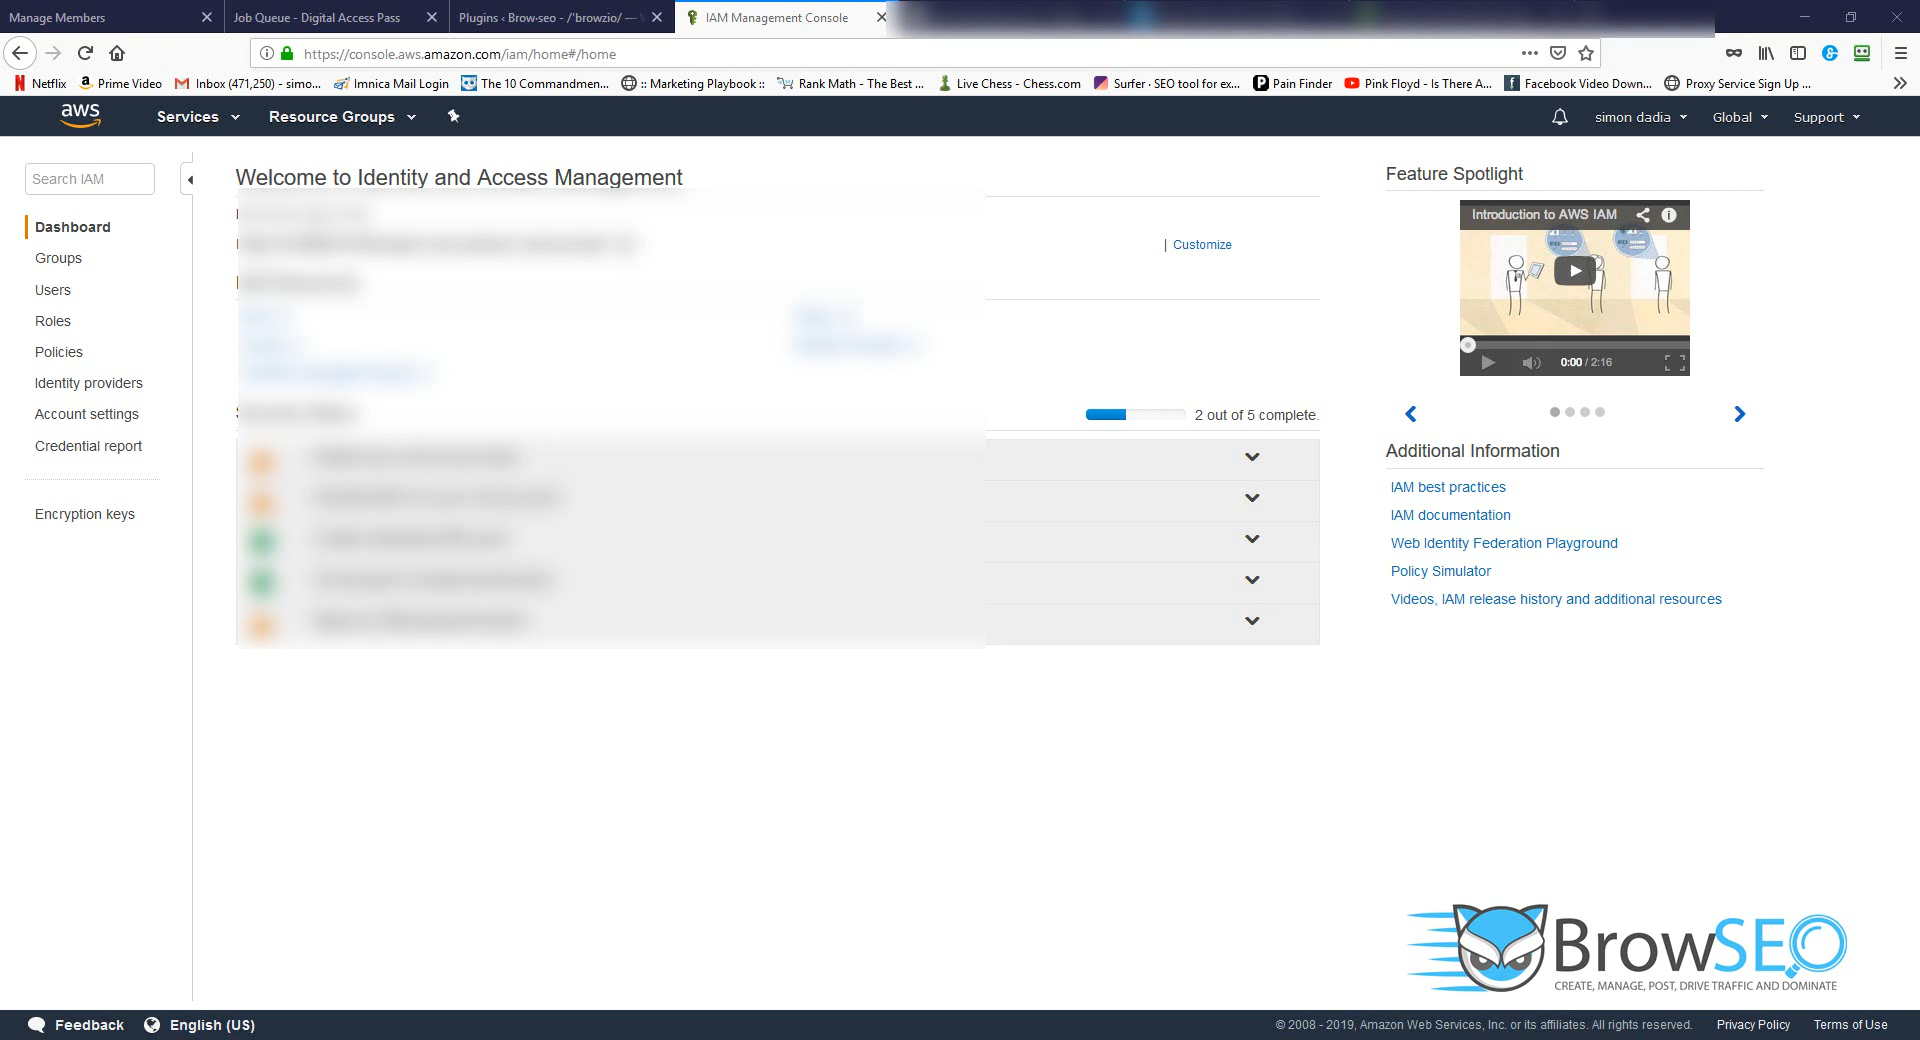 Manage Members
Job Queue - Digital Access Pass
Plugins ‹ Brow-seo - /'browzio/ —
IAM Management Console
https://console.aws.amazon.com/iam/home#/home
Netflix
Prime Video
Inbox (471,250) - simo...
Imnica Mail Login
The 10 Commandmen...
:: Marketing Playbook ::
Rank Math - The Best ...
Live Chess - Chess.com
Surfer · SEO tool for ex...
Pain Finder
Pink Floyd - Is There A...
Facebook Video Down...
Proxy Service Sign Up ...
aws
Services
Resource Groups
simon dadia
Global
Support
Search IAM
Dashboard
Groups
Users
Roles
Policies
Identity providers
Account settings
Credential report
Encryption keys
Welcome to Identity and Access Management
| Customize
2 out of 5 complete.
Feature Spotlight
Introduction to AWS IAM
0:00 / 2:16
Additional Information
IAM best practices
IAM documentation
Web Identity Federation Playground
Policy Simulator
Videos, IAM release history and additional resources
BrowSEO
CREATE, MANAGE, POST, DRIVE TRAFFIC AND DOMINATE
Feedback
English (US)
© 2008 - 2019, Amazon Web Services, Inc. or its affiliates. All rights reserved.
Privacy Policy
Terms of Use